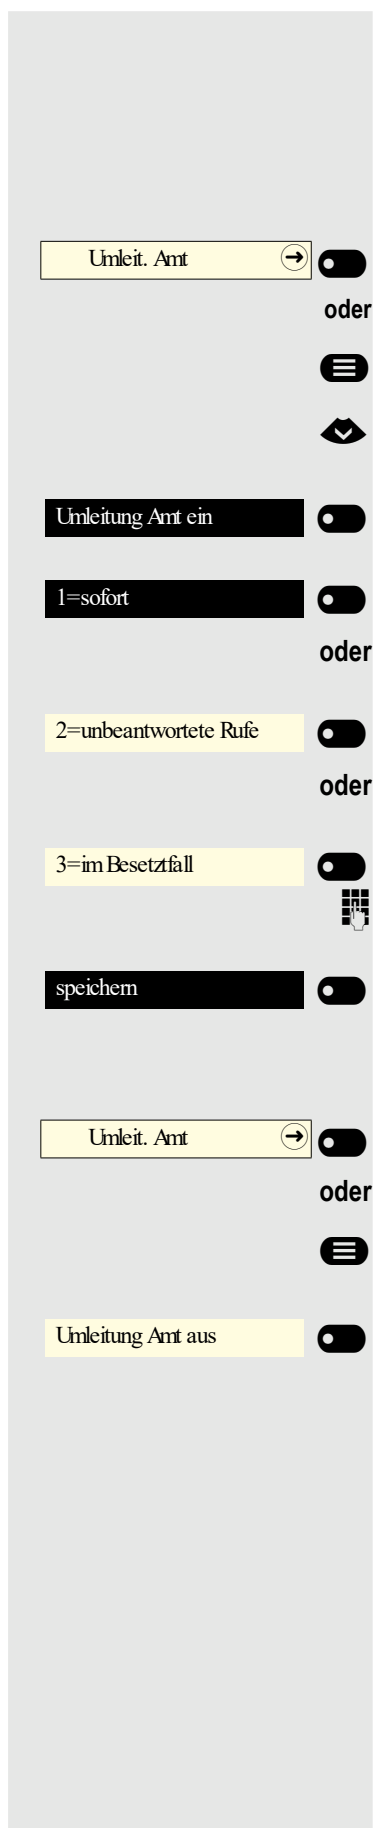 Umleit. Amt
oder
Umleitung Amt ein
1=sofort
oder
2=unbeantwortete Rufe
oder
3=im Besetztfall
speichern
Umleit. Amt
oder
Umleitung Amt aus